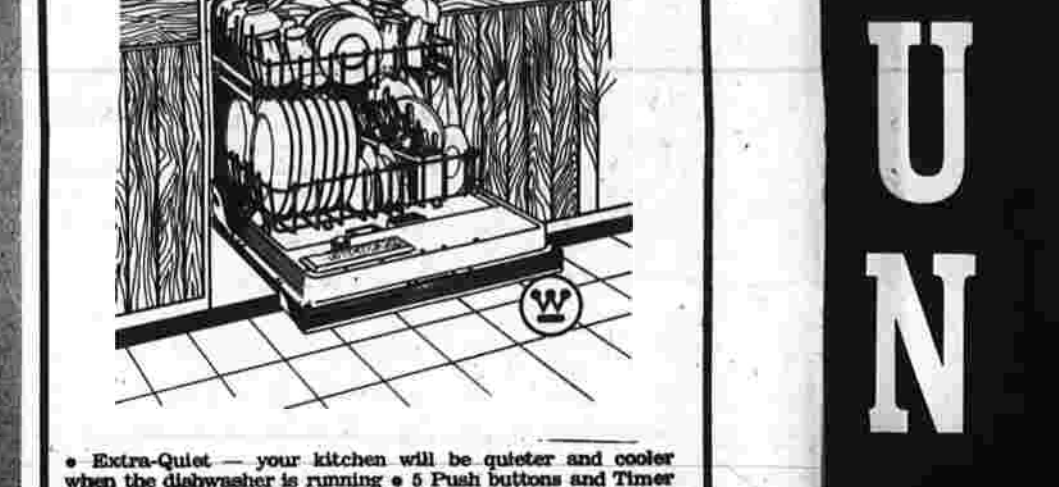 U
N
W
• Extra-Quiet — your kitchen will be quieter and cooler
when the dishwasher is running • 5 Push buttons and Timer